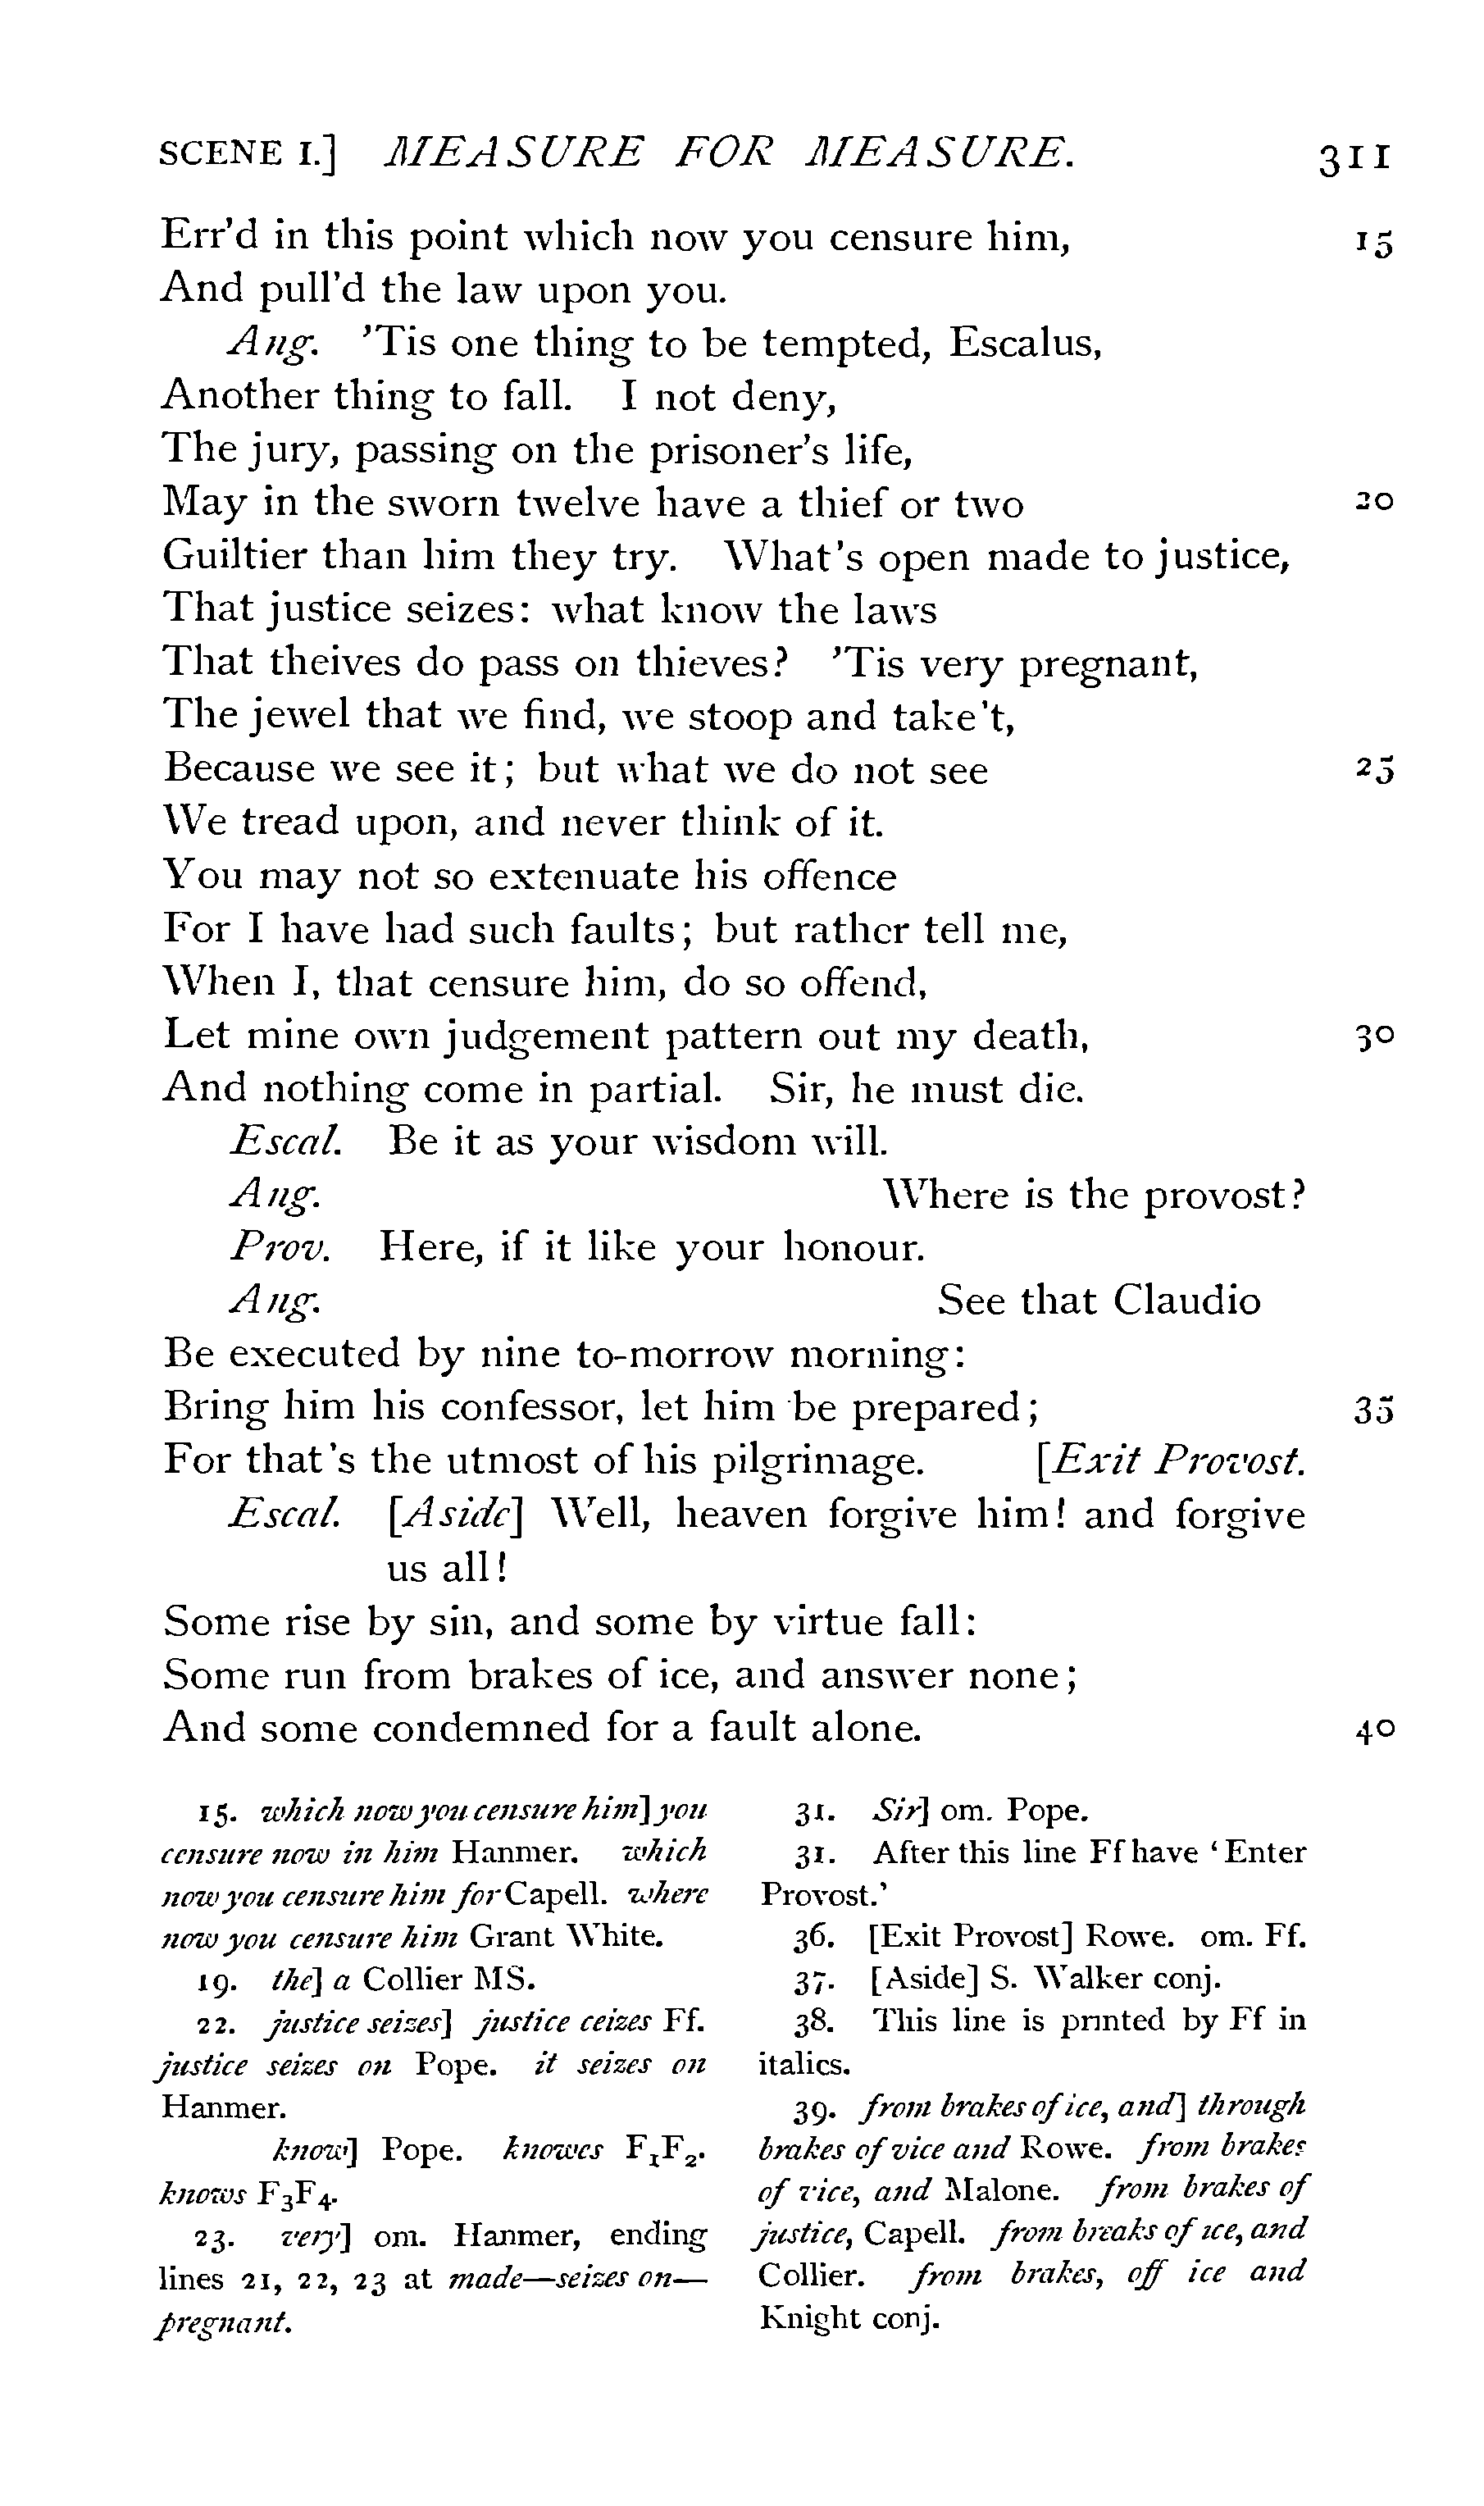 SCENE I.] MEASURE FOR MEASURE. 311
Err'd in this point which now you censure him, 15
And pull'd the law upon you.
Ang. 'Tis one thing to be tempted, Escalus,
Another thing to fall. I not deny,
The jury, passing on the prisoner's life,
May in the sworn twelve have a thief or two 20
Guiltier than him they try. What's open made to justice,
That justice seizes: what know the laws
That theives do pass on thieves? 'Tis very pregnant,
The jewel that we find, we stoop and take't,
Because we see it; but what we do not see 25
We tread upon, and never think of it.
You may not so extenuate his offence
For I have had such faults; but rather tell me,
When I, that censure him, do so offend,
Let mine own judgement pattern out my death, 30
And nothing come in partial. Sir, he must die.
Escal. Be it as your wisdom will.
Ang. Where is the provost?
Prov. Here, if it like your honour.
Ang. See that Claudio
Be executed by nine to-morrow morning:
Bring him his confessor, let him be prepared; 35
For that's the utmost of his pilgrimage. [Exit Provost.
Escal. [Aside] Well, heaven forgive him! and forgive
us all!
Some rise by sin, and some by virtue fall:
Some run from brakes of ice, and answer none;
And some condemned for a fault alone. 40
15. which now you censure him] you
censure now in him Hanmer. which
now you censure him for Capell. where
now you censure him Grant White.
19. the] a Collier MS.
22. justice seizes] justice ceizes Ff.
justice seizes on Pope. it seizes on
Hanmer.
know] Pope. knowes F1F2.
knows F3F4.
23. very] om. Hanmer, ending
lines 21, 22, 23 at made—seizes on—
pregnant.
31. Sir] om. Pope.
31. After this line Ff have 'Enter
Provost.'
36. [Exit Provost] Rowe. om. Ff.
37. [Aside] S. Walker conj.
38. This line is printed by Ff in
italics.
39. from brakes of ice, and] through
brakes of vice and Rowe. from brakes
of vice, and Malone. from brakes of
justice, Capell. from breaks of ice, and
Collier. from brakes, off ice and
Knight conj.